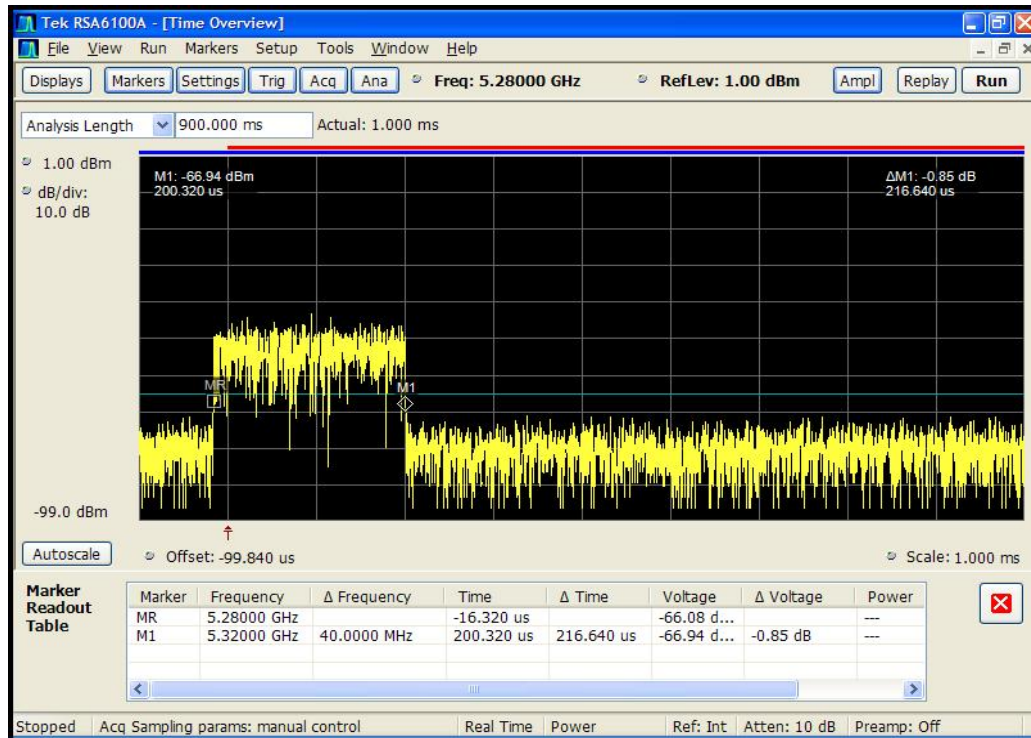 Tek RSA6100A - [Time Overview]
File View Run Markers Setup Tools Window Help
Displays Markers Settings Trig Acq Ana Freq: 5.28000 GHz RefLev: 1.00 dBm Ampl Replay Run
Analysis Length 900.000 ms Actual: 1.000 ms
1.00 dBm
dB/div:
10.0 dB
M1: -66.94 dBm
200.320 us
ΔM1: -0.85 dB
216.640 us
MR
M1
-99.0 dBm
Autoscale Offset: -99.840 us Scale: 1.000 ms
Marker
Readout
Table
Marker Frequency Δ Frequency Time Δ Time Voltage Δ Voltage Power
MR 5.28000 GHz -16.320 us -66.08 d... ---
M1 5.32000 GHz 40.0000 MHz 200.320 us 216.640 us -66.94 d... -0.85 dB ---
Stopped Acq Sampling params: manual control Real Time Power Ref: Int Atten: 10 dB Preamp: Off